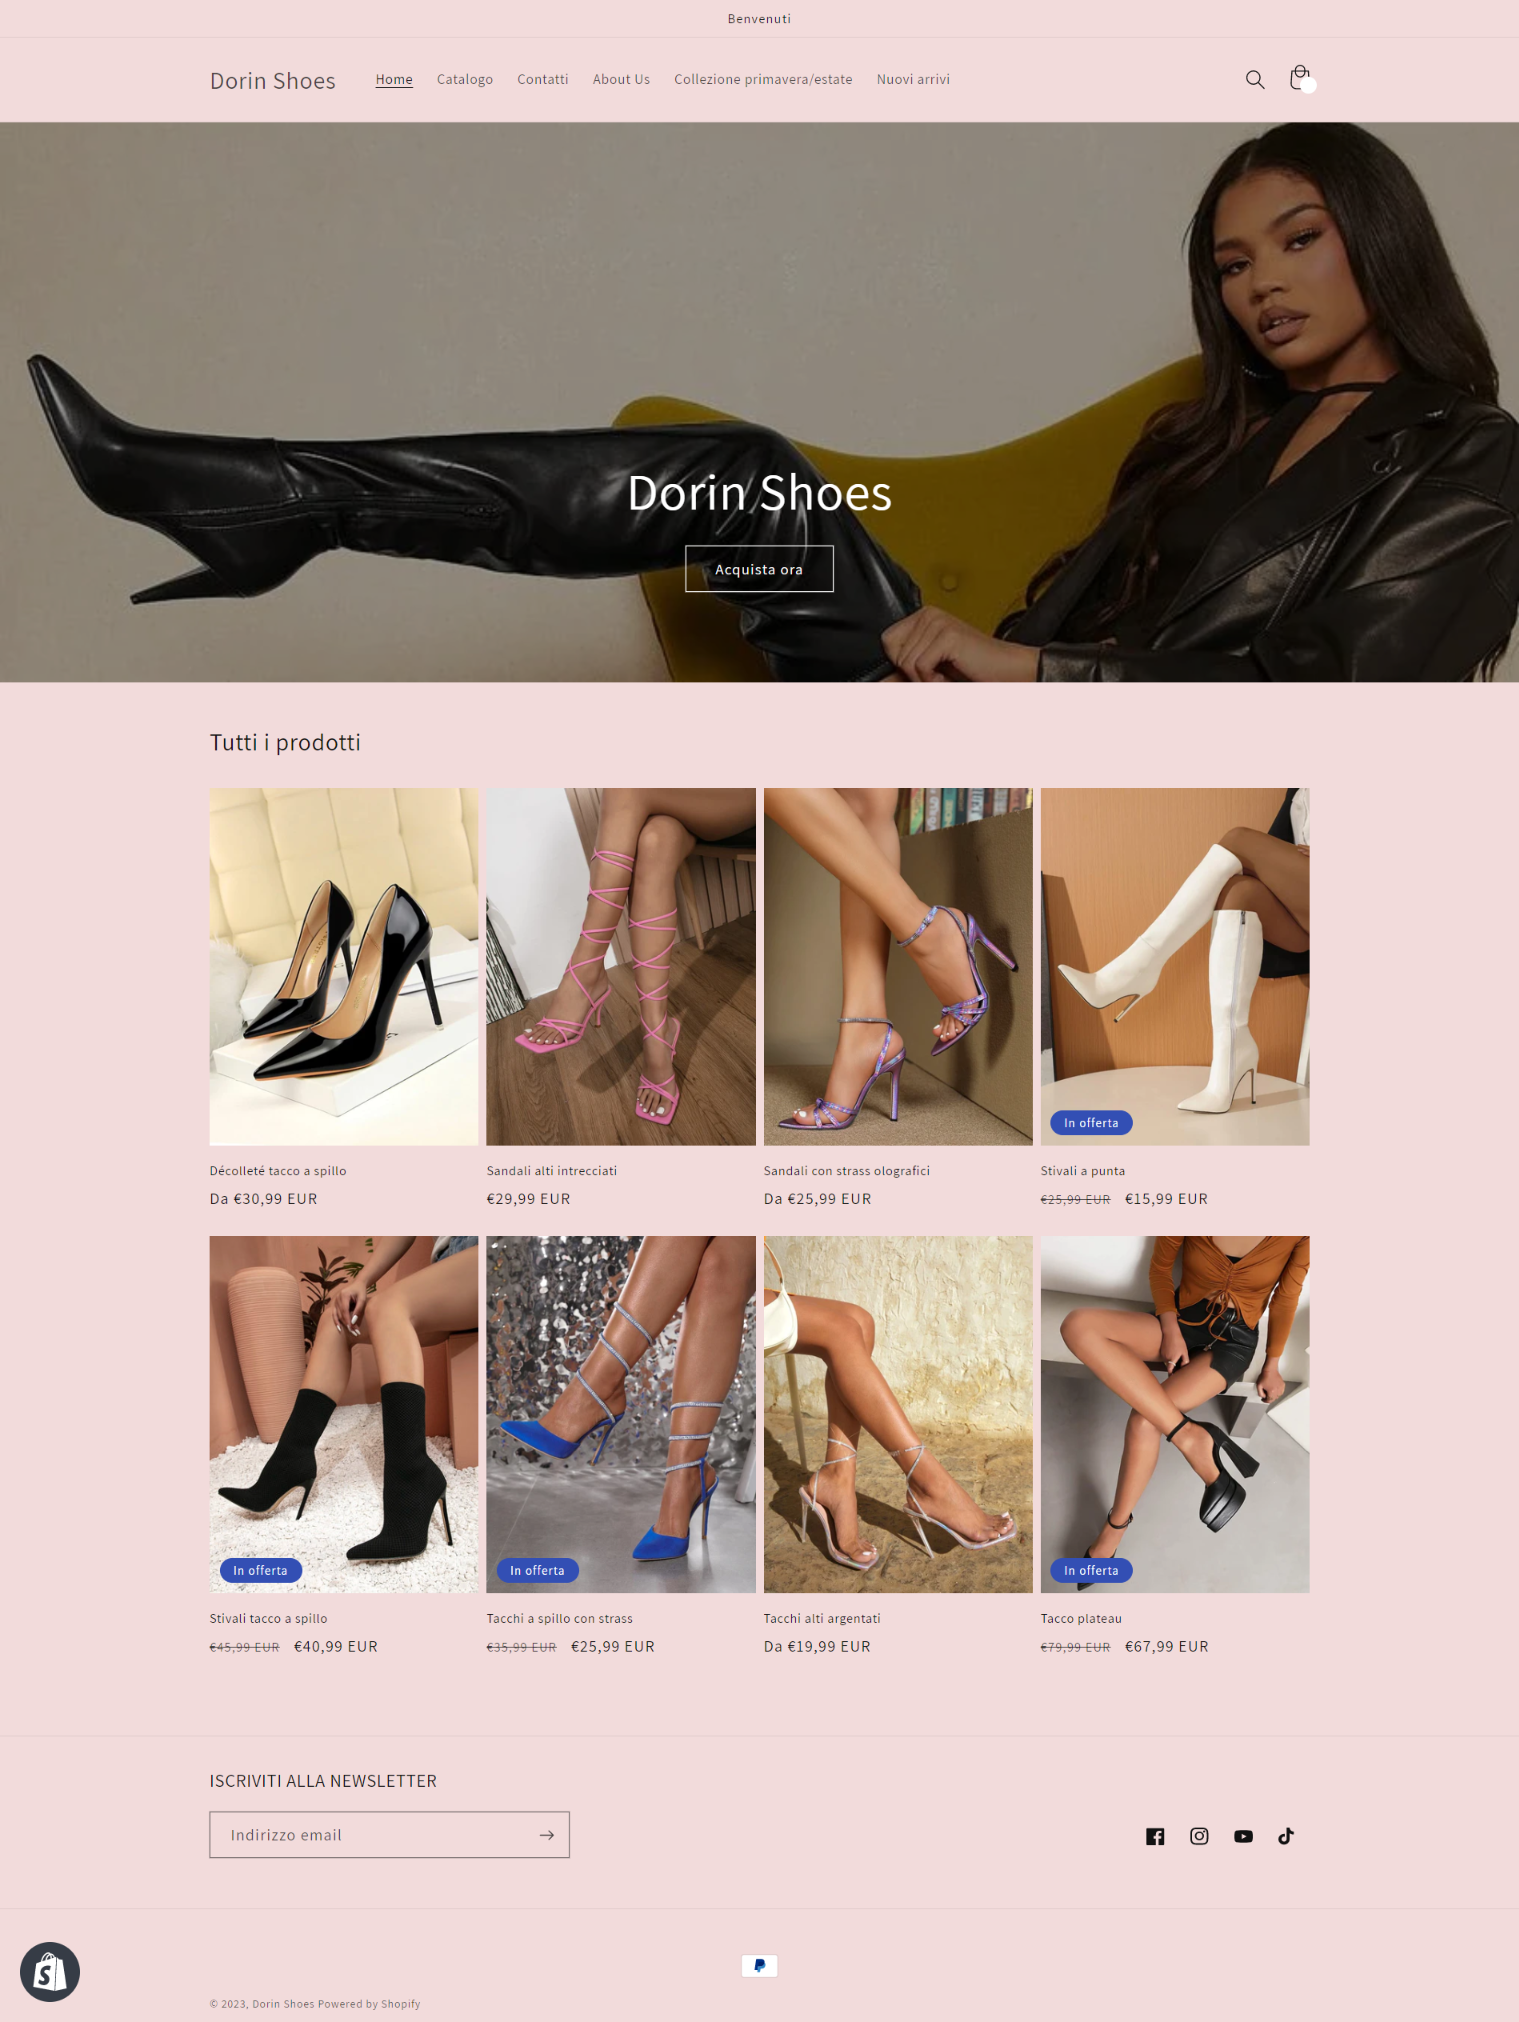 Benvenuti
Dorin Shoes
Home
Catalogo
Contatti
About Us
Collezione primavera/estate
Nuovi arrivi
Dorin Shoes
Acquista ora
Tutti i prodotti
In offerta
Décolleté tacco a spillo
Da €30,99 EUR
Sandali alti intrecciati
€29,99 EUR
Sandali con strass olografici
Da €25,99 EUR
Stivali a punta
€25,99 EUR €15,99 EUR
In offerta
In offerta
In offerta
Stivali tacco a spillo
€45,99 EUR €40,99 EUR
Tacchi a spillo con strass
€35,99 EUR €25,99 EUR
Tacchi alti argentati
Da €19,99 EUR
Tacco plateau
€79,99 EUR €67,99 EUR
ISCRIVITI ALLA NEWSLETTER
Indirizzo email
© 2023, Dorin Shoes Powered by Shopify